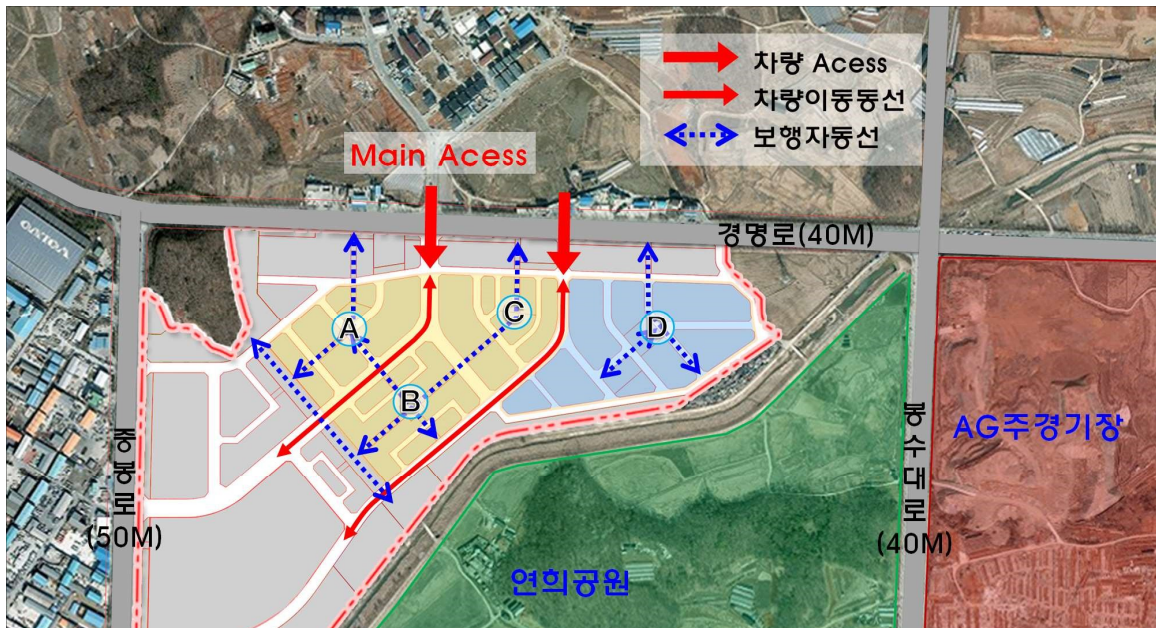 차량 Acess
차량이동동선
보행자동선
Main Acess
경명로(40M)
VOLVO
A
C
D
B
중봉로
(50M)
봉수대로
(40M)
AG주경기장
연희공원